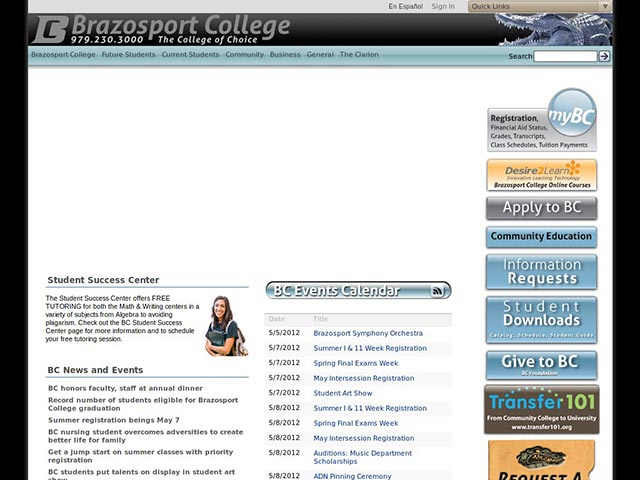 En Español Sign In Quick Links
BC Brazosport College
979.230.3000 The College of Choice
Brazosport College Future Students Current Students Community Business General The Clarion
Search
myBC
Registration,
Financial Aid Status,
Grades, Transcripts,
Class Schedules, Tuition Payments
Desire2Learn
Innovative Learning Technology
Brazosport College Online Courses
Apply to BC
Community Education
Information
Requests
Student
Downloads
Catalog, Schedule, Student Guide
Give to BC
BC Foundation
Transfer 101
From Community College to University
www.transfer101.org
REQUEST A
Student Success Center
The Student Success Center offers FREE
TUTORING for both the Math & Writing centers in a
variety of subjects from Algebra to avoiding
plagarism. Check out the BC Student Success
Center page for more information and to schedule
your free tutoring session.
BC News and Events
BC honors faculty, staff at annual dinner
Record number of students eligible for Brazosport
College graduation
Summer registration beings May 7
BC nursing student overcomes adversities to create
better life for family
Get a jump start on summer classes with priority
registration
BC students put talents on display in student art
show
BC Events Calendar
Date Title
5/5/2012 Brazosport Symphony Orchestra
5/7/2012 Summer I & 11 Week Registration
5/7/2012 Spring Final Exams Week
5/7/2012 May Intersession Registration
5/7/2012 Student Art Show
5/8/2012 Summer I & 11 Week Registration
5/8/2012 Spring Final Exams Week
5/8/2012 May Intersession Registration
5/8/2012 Auditions: Music Department
Scholarships
5/8/2012 ADN Pinning Ceremony